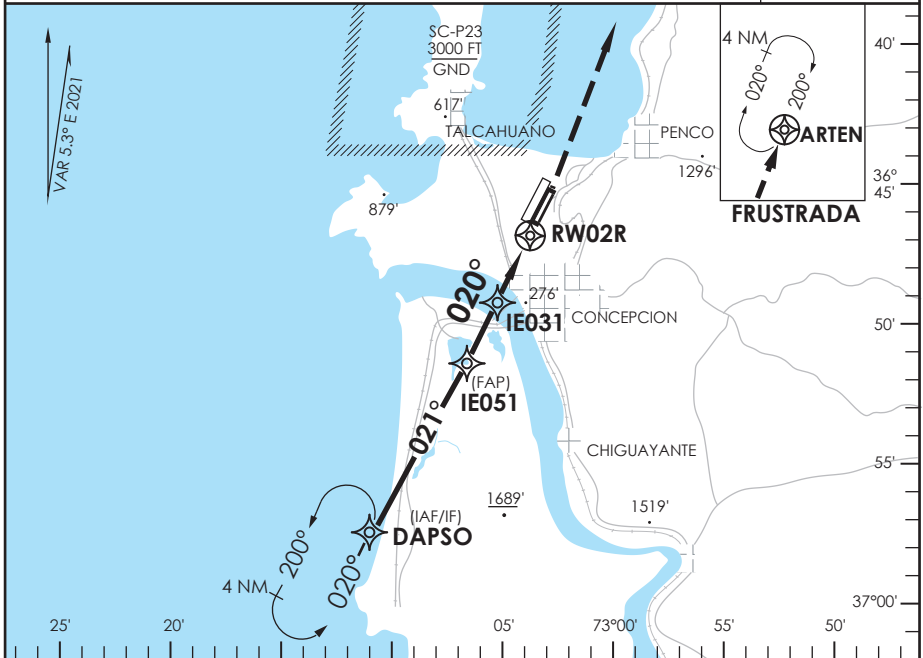 SC-P23
3000 FT
GND
617'
TALCAHUANO
VAR 5.3° E 2021
879'
PENCO
1296'
4 NM
020°
200°
ARTEN
FRUSTRADA
40'
36°
45'
RW02R
020°
276'
IE031
CONCEPCION
50'
(FAP)
IE051
021°
CHIGUAYANTE
55'
1689'
1519'
(IAF/IF)
DAPSO
200°
020°
4 NM
37°00'
25'
20'
05'
73°00'
55'
50'